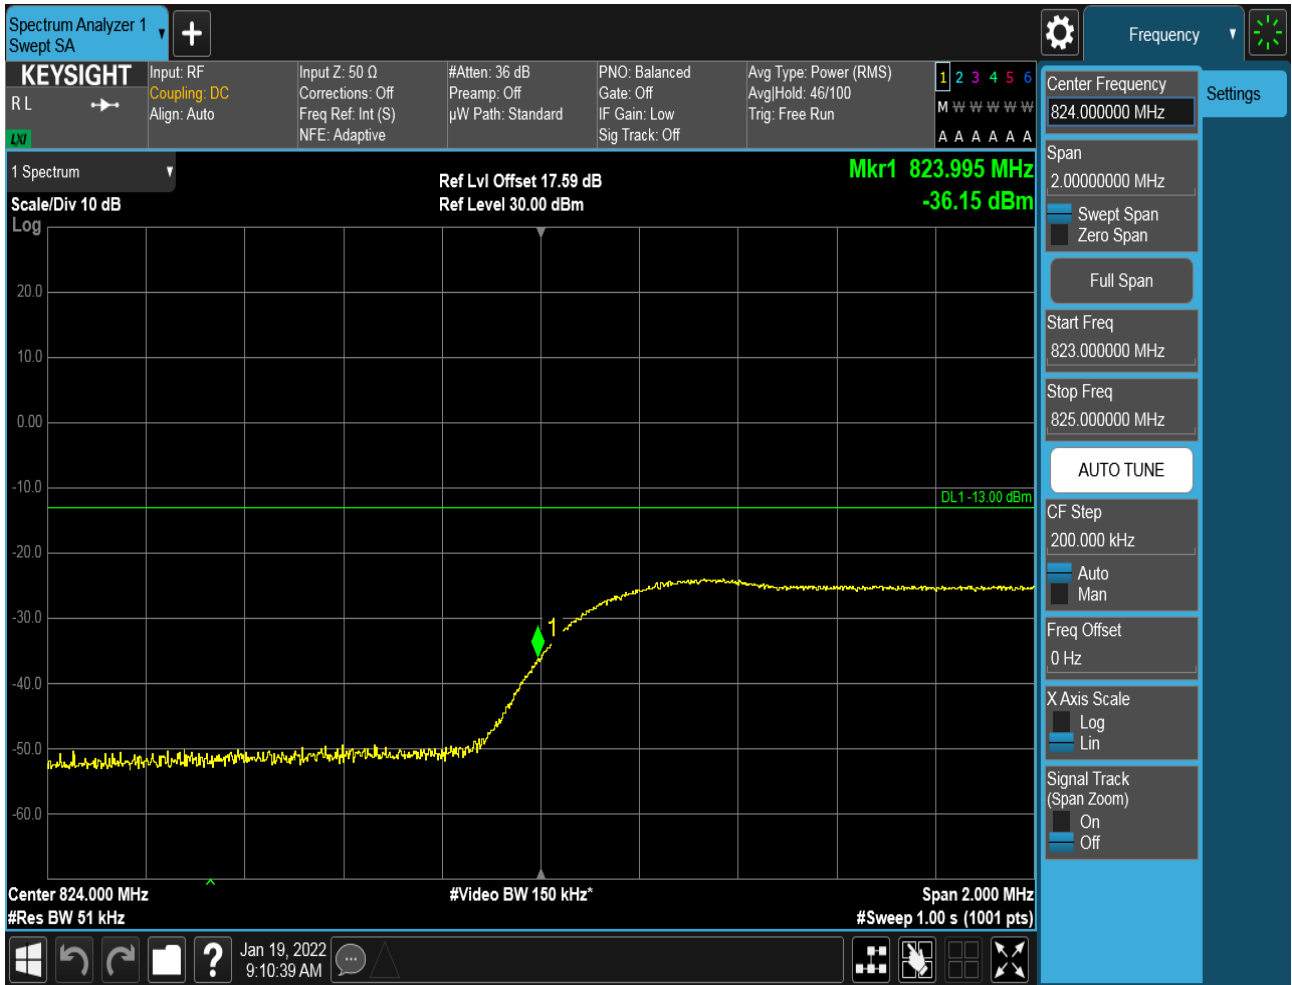 Spectrum Analyzer 1
Swept SA
Frequency
KEYSIGHT
R L
LXI
Input: RF
Coupling: DC
Align: Auto
Input Z: 50 Ω
Corrections: Off
Freq Ref: Int (S)
NFE: Adaptive
#Atten: 36 dB
Preamp: Off
µW Path: Standard
PNO: Balanced
Gate: Off
IF Gain: Low
Sig Track: Off
Avg Type: Power (RMS)
Avg|Hold: 46/100
Trig: Free Run
1 2 3 4 5 6
M W W W W W
A A A A A A
1 Spectrum
Scale/Div 10 dB
Log
Ref Lvl Offset 17.59 dB
Ref Level 30.00 dBm
Mkr1 823.995 MHz
-36.15 dBm
20.0
10.0
0.00
-10.0
-20.0
-30.0
-40.0
-50.0
-60.0
DL1 -13.00 dBm
1
Center 824.000 MHz
#Res BW 51 kHz
#Video BW 150 kHz*
Span 2.000 MHz
#Sweep 1.00 s (1001 pts)
Jan 19, 2022
9:10:39 AM
Center Frequency
824.000000 MHz
Settings
Span
2.00000000 MHz
Swept Span
Zero Span
Full Span
Start Freq
823.000000 MHz
Stop Freq
825.000000 MHz
AUTO TUNE
CF Step
200.000 kHz
Auto
Man
Freq Offset
0 Hz
X Axis Scale
Log
Lin
Signal Track
(Span Zoom)
On
Off